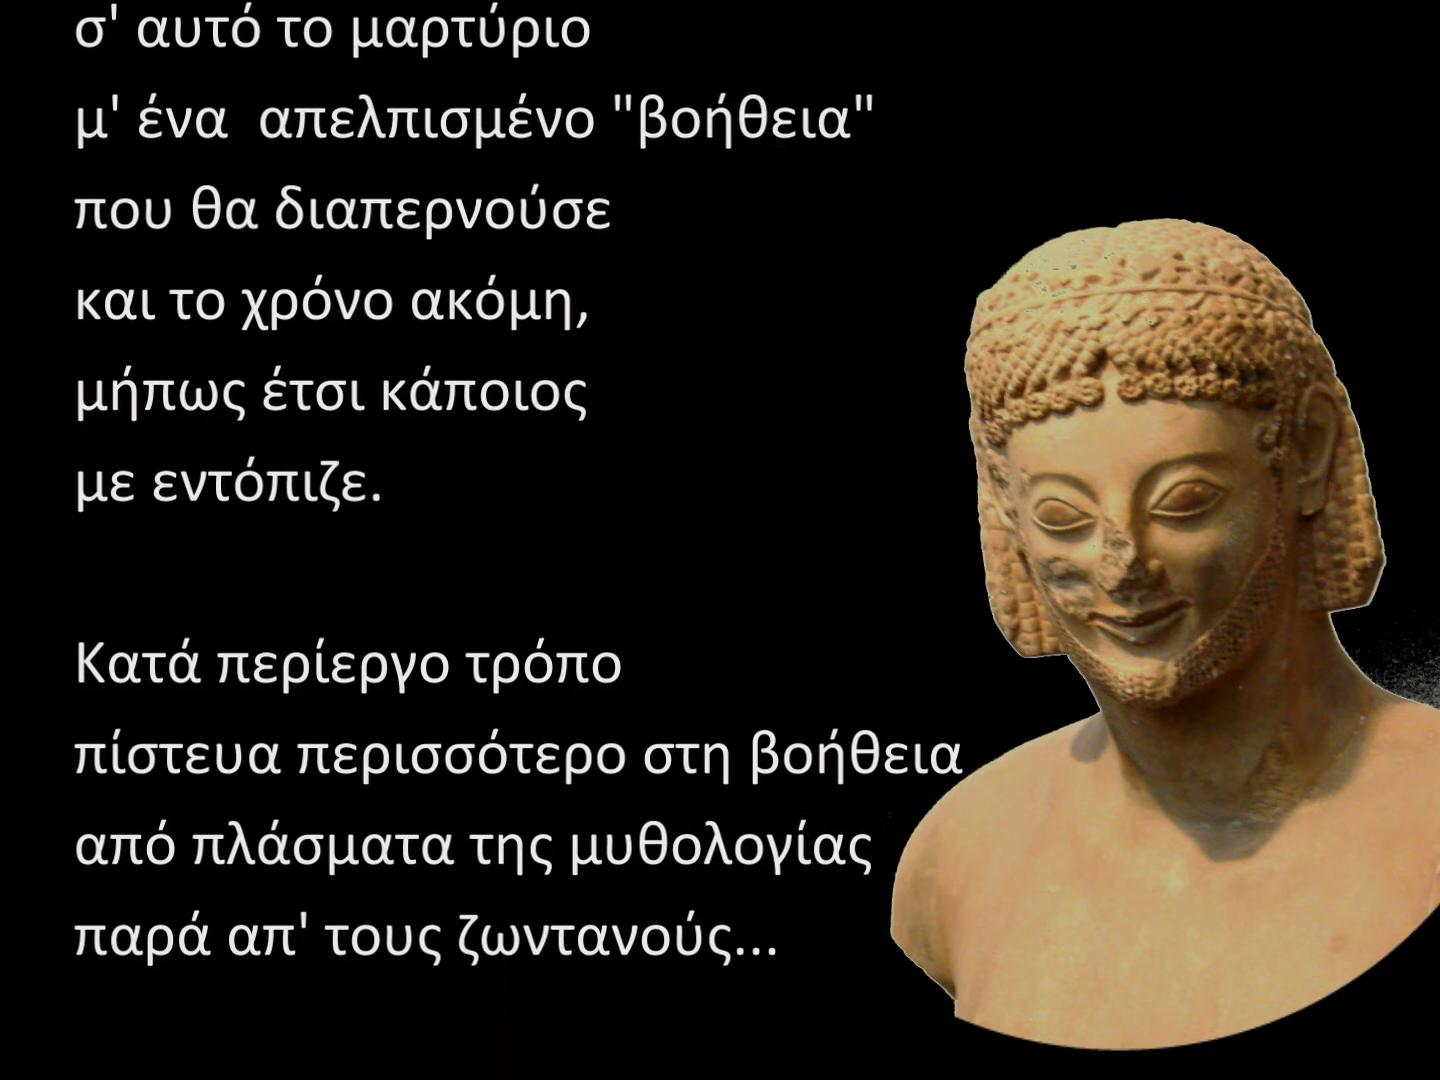 σ' αυτό το μαρτύριο
μ' ένα  απελπισμένο "βοήθεια"
που θα διαπερνούσε
και το χρόνο ακόμη,
μήπως έτσι κάποιος
με εντόπιζε.
Κατά περίεργο τρόπο
πίστευα περισσότερο στη βοήθεια
από πλάσματα της μυθολογίας
παρά απ' τους ζωντανούς...